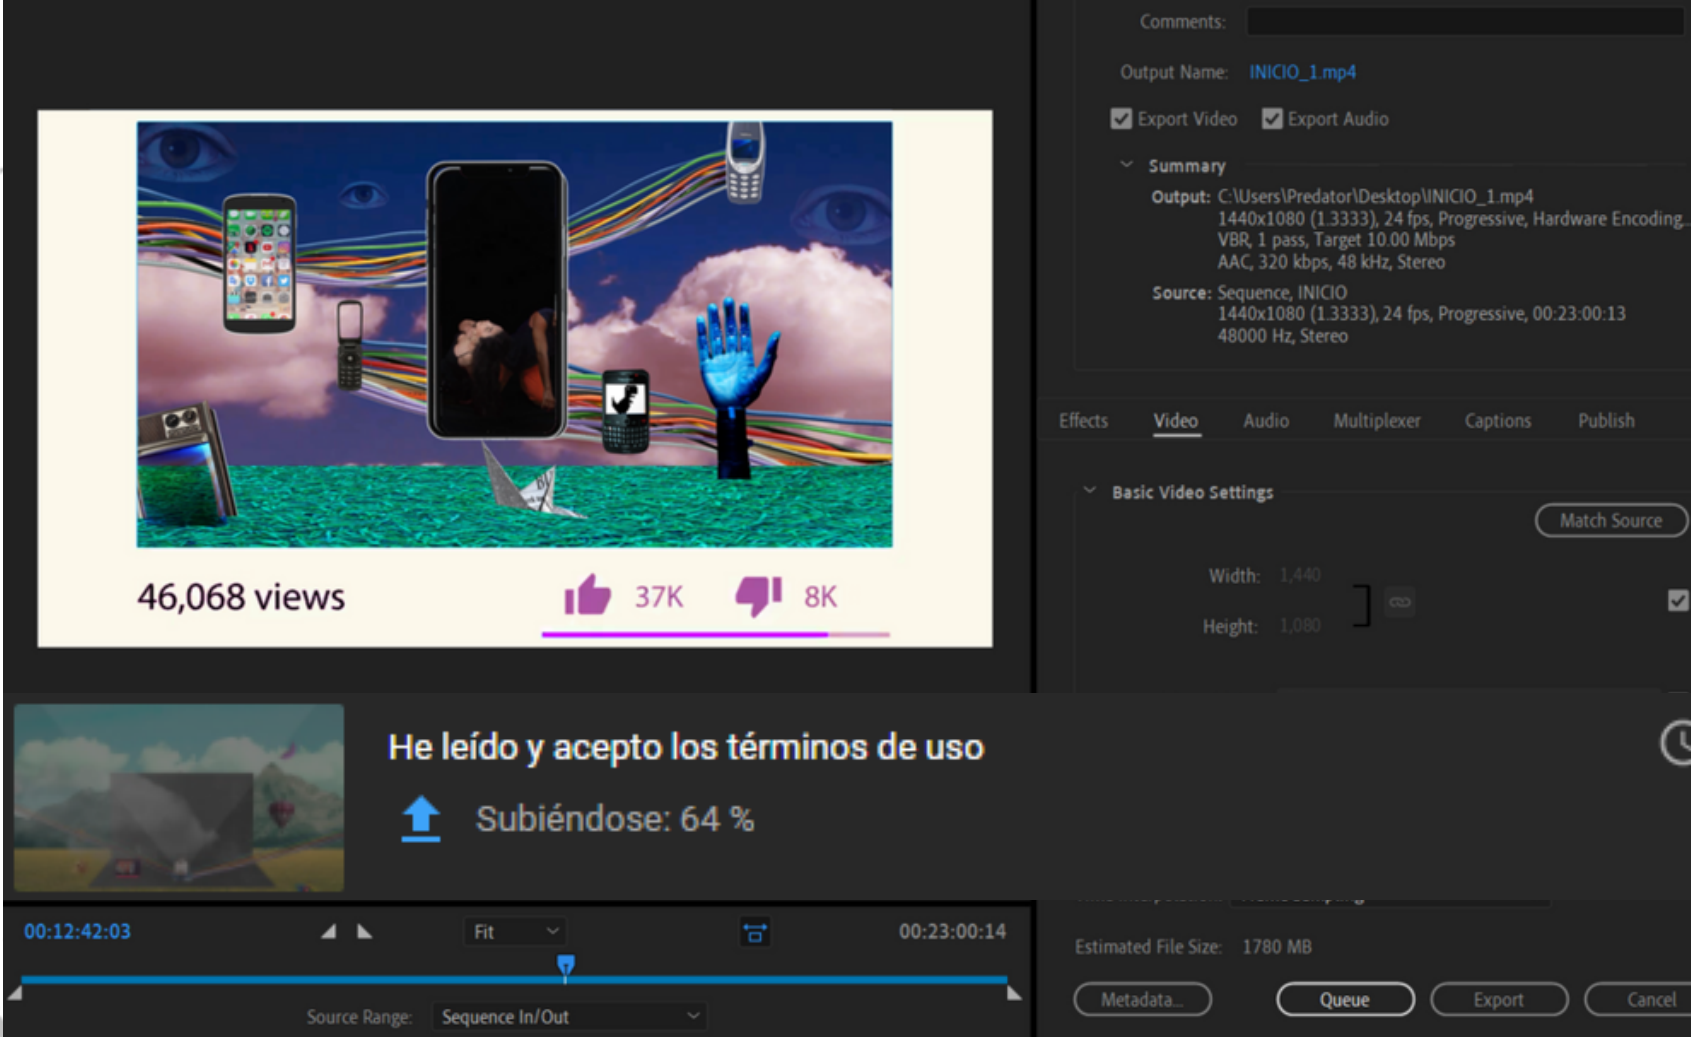 Comments:
Output Name: INICIO_1.mp4
Export Video Export Audio
Summary
Output: C:\Users\Predator\Desktop\INICIO_1.mp4
1440x1080 (1.3333), 24 fps, Progressive, Hardware Encoding...
VBR, 1 pass, Target 10.00 Mbps
AAC, 320 kbps, 48 kHz, Stereo
Source: Sequence, INICIO
1440x1080 (1.3333), 24 fps, Progressive, 00:23:00:13
48000 Hz, Stereo
Effects Video Audio Multiplexer Captions Publish
Basic Video Settings
Match Source
Width: 1,440
Height: 1,080
46,068 views 37K 8K
He leído y acepto los términos de uso
Subiéndose: 64 %
00:12:42:03 Fit 00:23:00:14
Source Range: Sequence In/Out
Estimated File Size: 1780 MB
Metadata... Queue Export Cancel